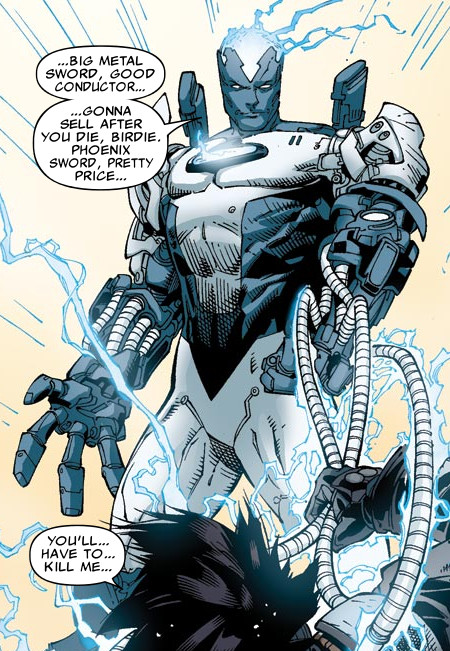 ...BIG METAL
SWORD, GOOD
CONDUCTOR...
...GONNA
SELL AFTER
YOU DIE, BIRDIE.
PHOENIX
SWORD, PRETTY
PRICE...
YOU'LL...
HAVE TO...
KILL ME...